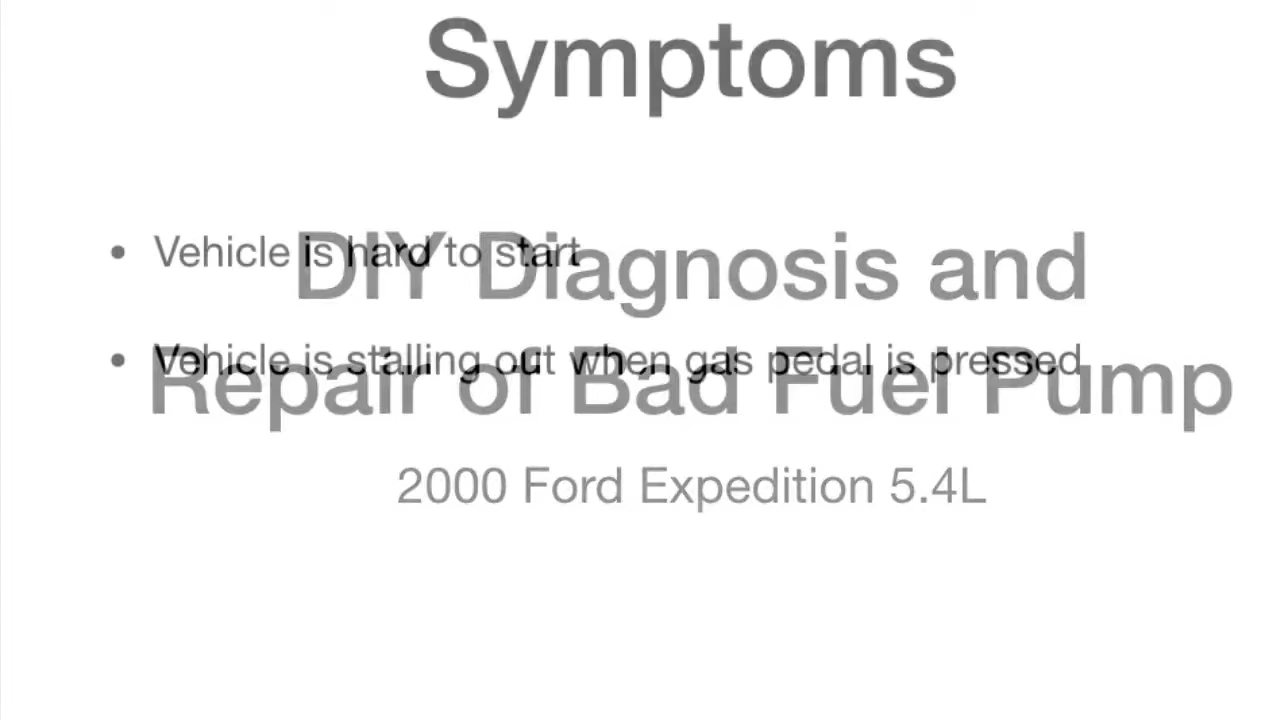 Symptoms
• Vehicle is hard to start
DIY Diagnosis and
• Vehicle is stalling out when gas pedal is pressed
Repair of Bad Fuel Pump
2000 Ford Expedition 5.4L